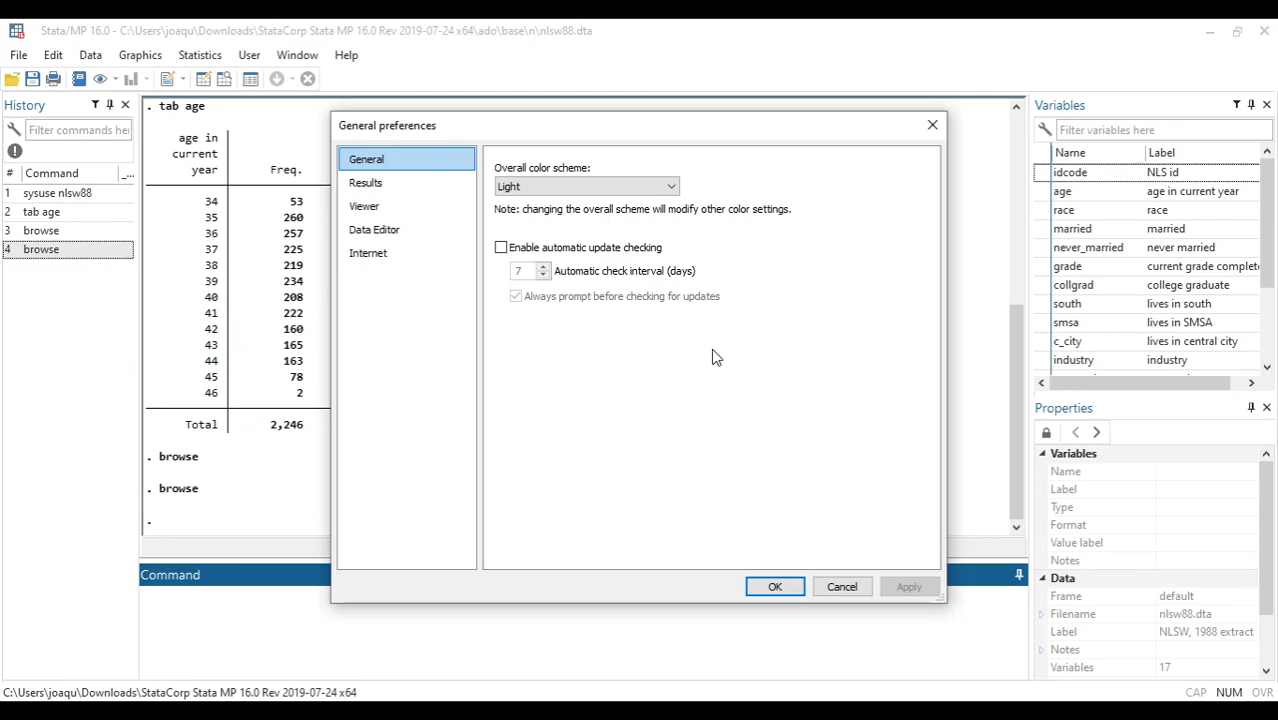 Stata/MP 16.0 - C:\Users\joaqu\Downloads\StataCorp Stata MP 16.0 Rev 2019-07-24 x64\ado\base\n\nlsw88.dta
File Edit Data Graphics Statistics User Window Help
History
Filter commands her
# Command
1 sysuse nlsw88
2 tab age
3 browse
4 browse
. tab age
age in
current
year Freq.
34 53
35 260
36 257
37 225
38 219
39 234
40 208
41 222
42 160
43 165
44 163
45 78
46 2
Total 2,246
. browse
. browse
.
Command
General preferences
General
Results
Viewer
Data Editor
Internet
Overall color scheme:
Light
Note: changing the overall scheme will modify other color settings.
Enable automatic update checking
7 Automatic check interval (days)
Always prompt before checking for updates
OK Cancel Apply
Variables
Filter variables here
Name Label
idcode NLS id
age age in current year
race race
married married
never_married never married
grade current grade complete
collgrad college graduate
south lives in south
smsa lives in SMSA
c_city lives in central city
industry industry
Properties
Variables
Name
Label
Type
Format
Value label
Notes
Data
Frame default
Filename nlsw88.dta
Label NLSW, 1988 extract
Notes
Variables 17
C:\Users\joaqu\Downloads\StataCorp Stata MP 16.0 Rev 2019-07-24 x64
CAP NUM OVR